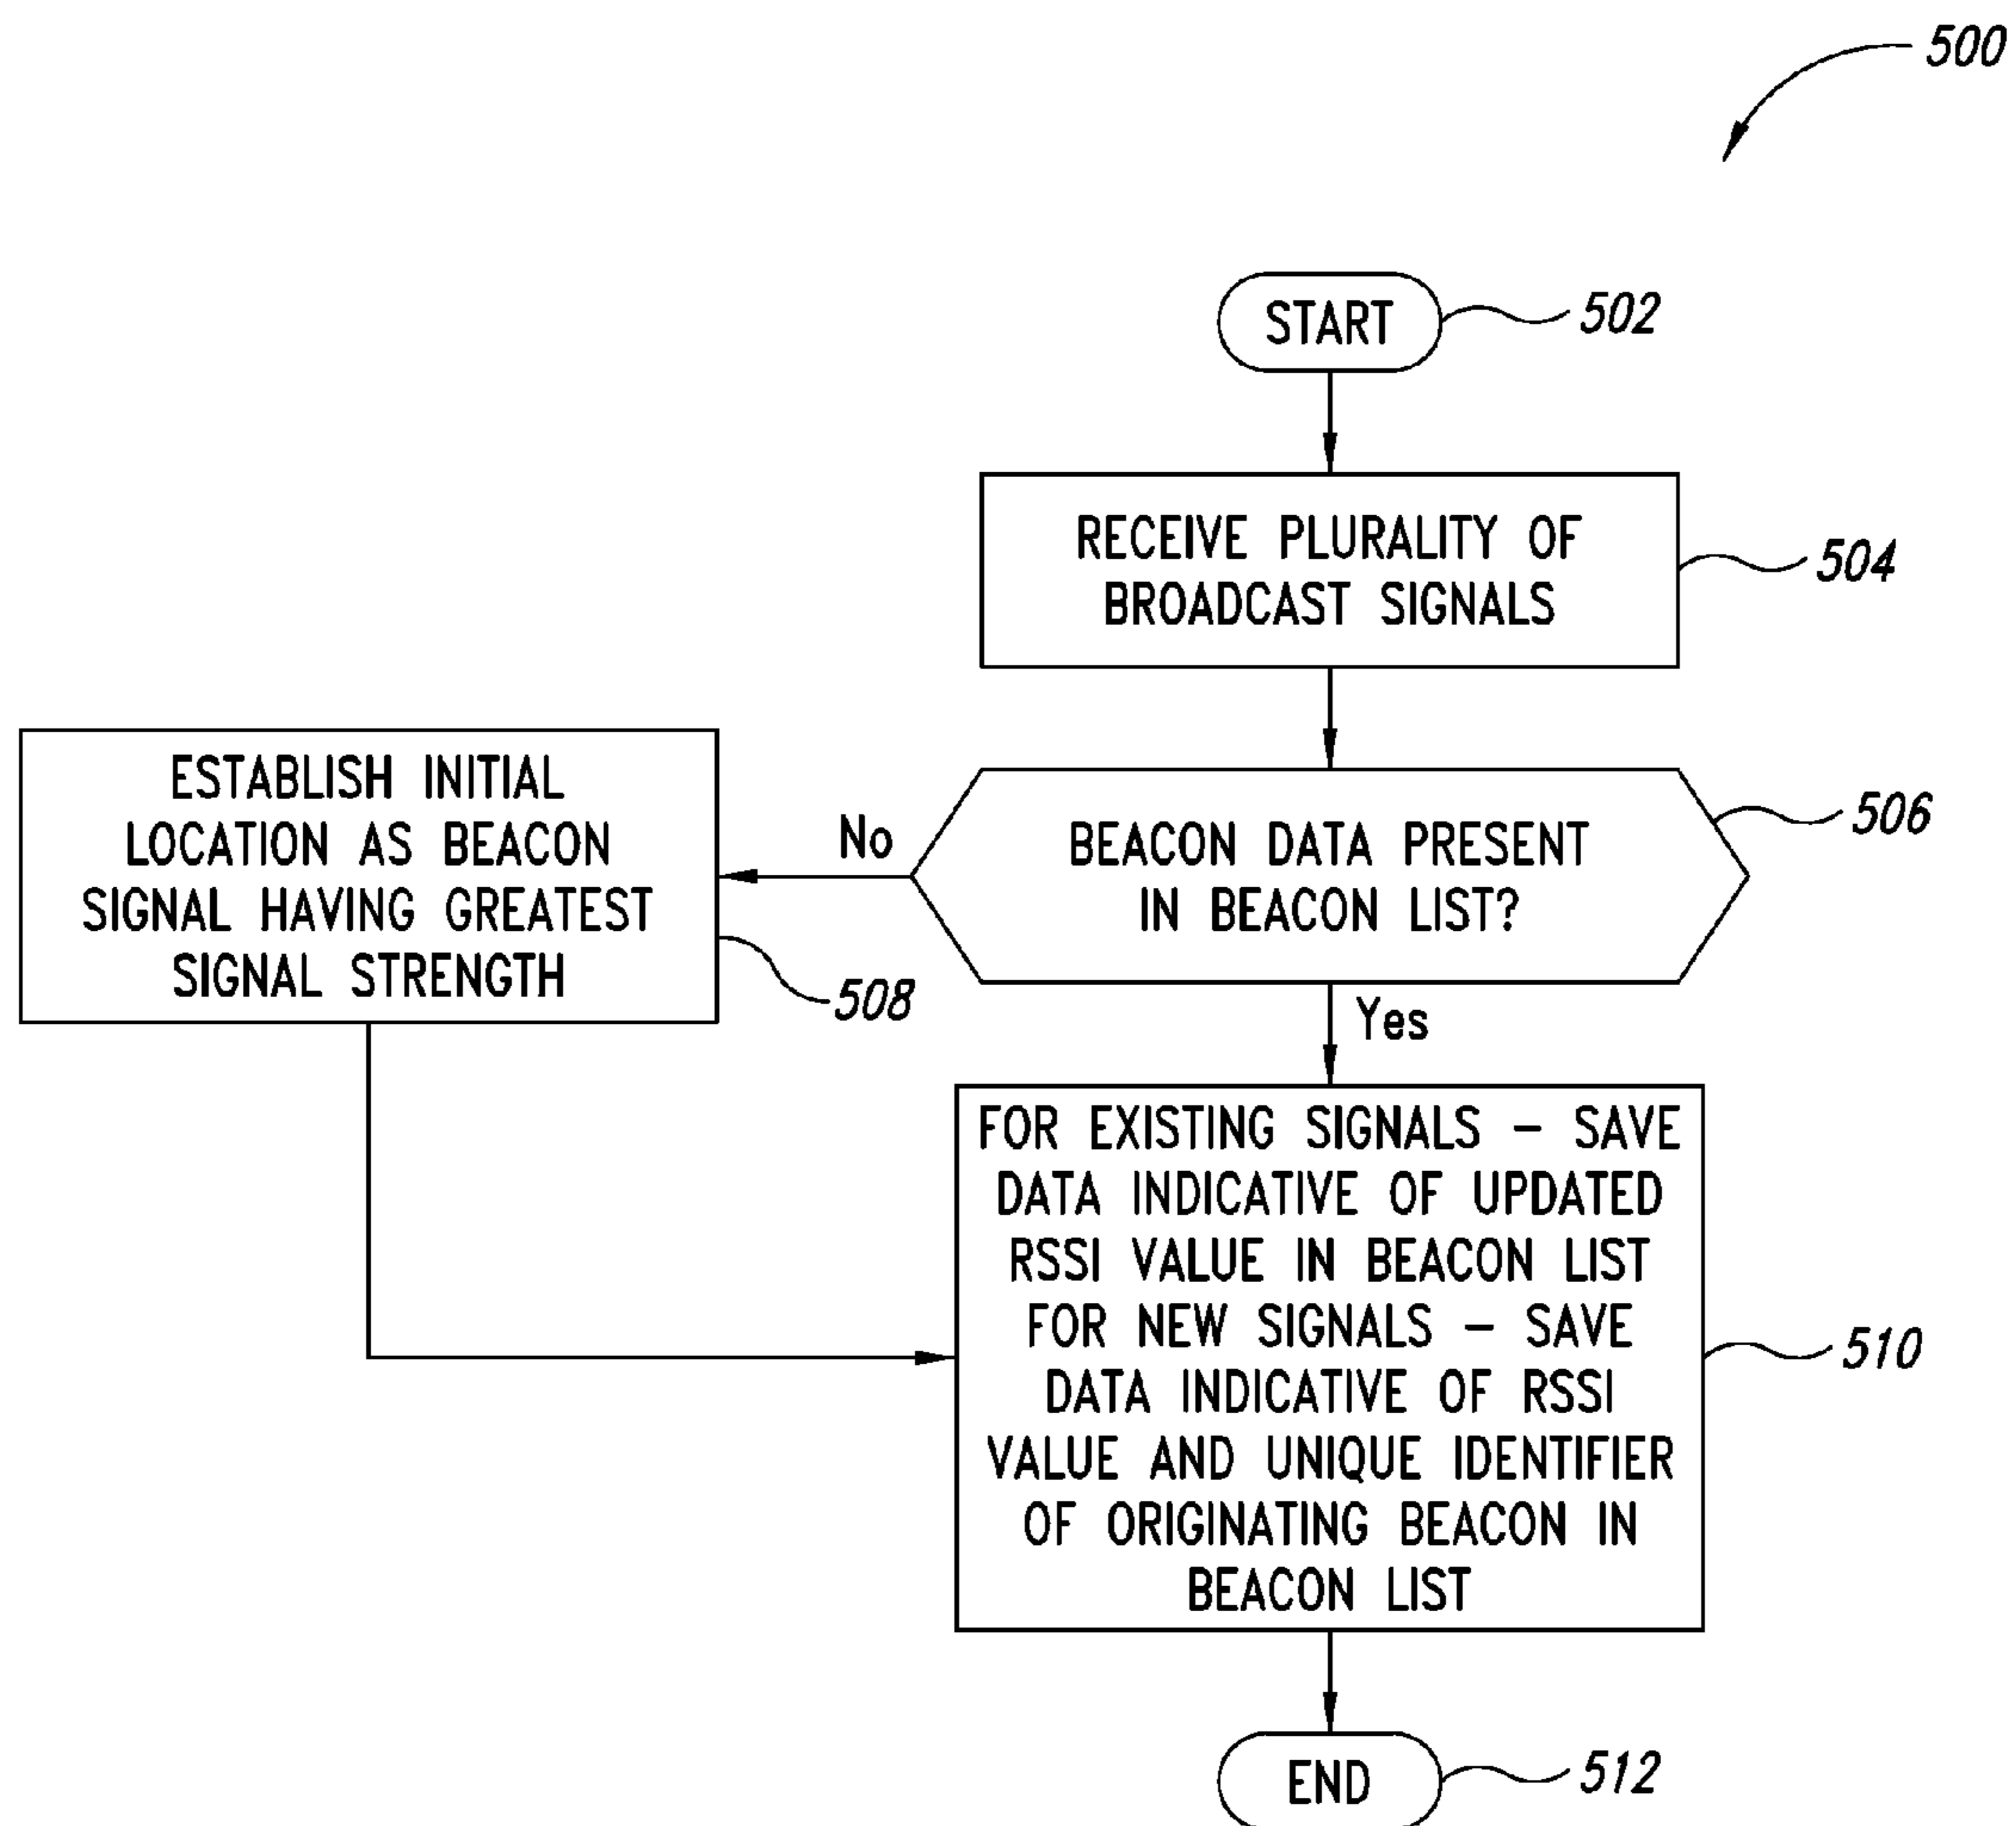 500
START
502
RECEIVE PLURALITY OF
BROADCAST SIGNALS
504
BEACON DATA PRESENT
IN BEACON LIST?
506
No
ESTABLISH INITIAL
LOCATION AS BEACON
SIGNAL HAVING GREATEST
SIGNAL STRENGTH
508
Yes
FOR EXISTING SIGNALS – SAVE
DATA INDICATIVE OF UPDATED
RSSI VALUE IN BEACON LIST
FOR NEW SIGNALS – SAVE
DATA INDICATIVE OF RSSI
VALUE AND UNIQUE IDENTIFIER
OF ORIGINATING BEACON IN
BEACON LIST
510
END
512